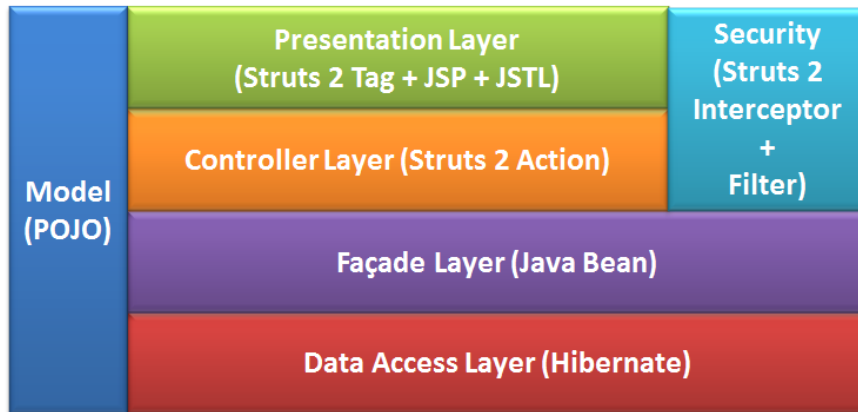 Model
(POJO)
Presentation Layer
(Struts 2 Tag + JSP + JSTL)
Security
(Struts 2
Interceptor
+
Filter)
Controller Layer (Struts 2 Action)
Façade Layer (Java Bean)
Data Access Layer (Hibernate)